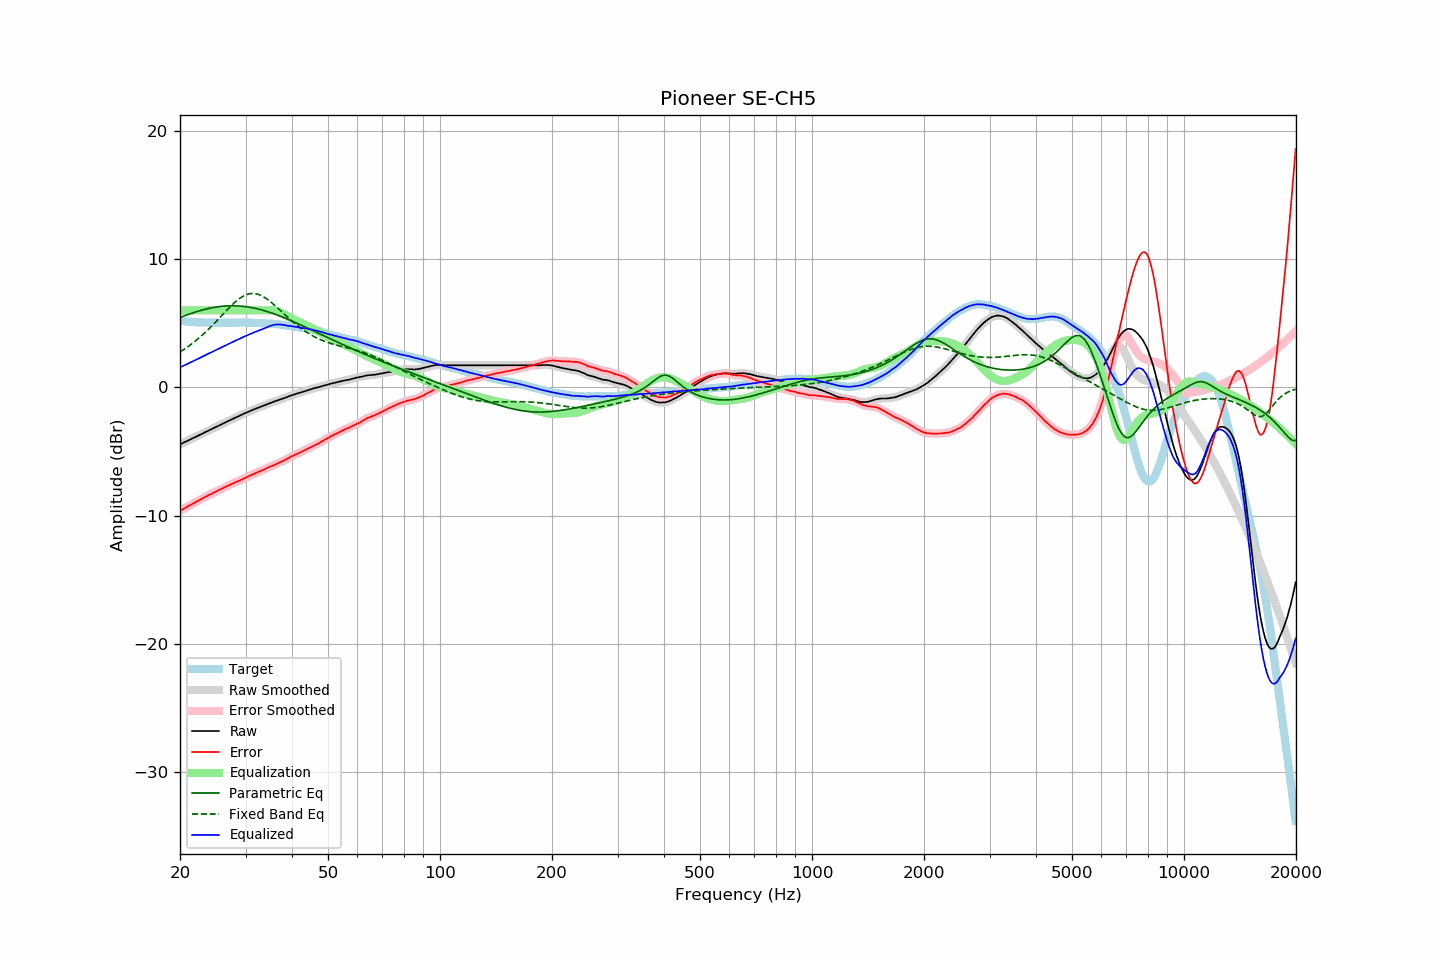 Pioneer SE-CH5
20
10
0
−10
−20
−30
Amplitude (dBr)
Target
Raw Smoothed
Error Smoothed
Raw
Error
Equalization
Parametric Eq
Fixed Band Eq
Equalized
20 50 100 200 500 1000 2000 5000 10000 20000
Frequency (Hz)